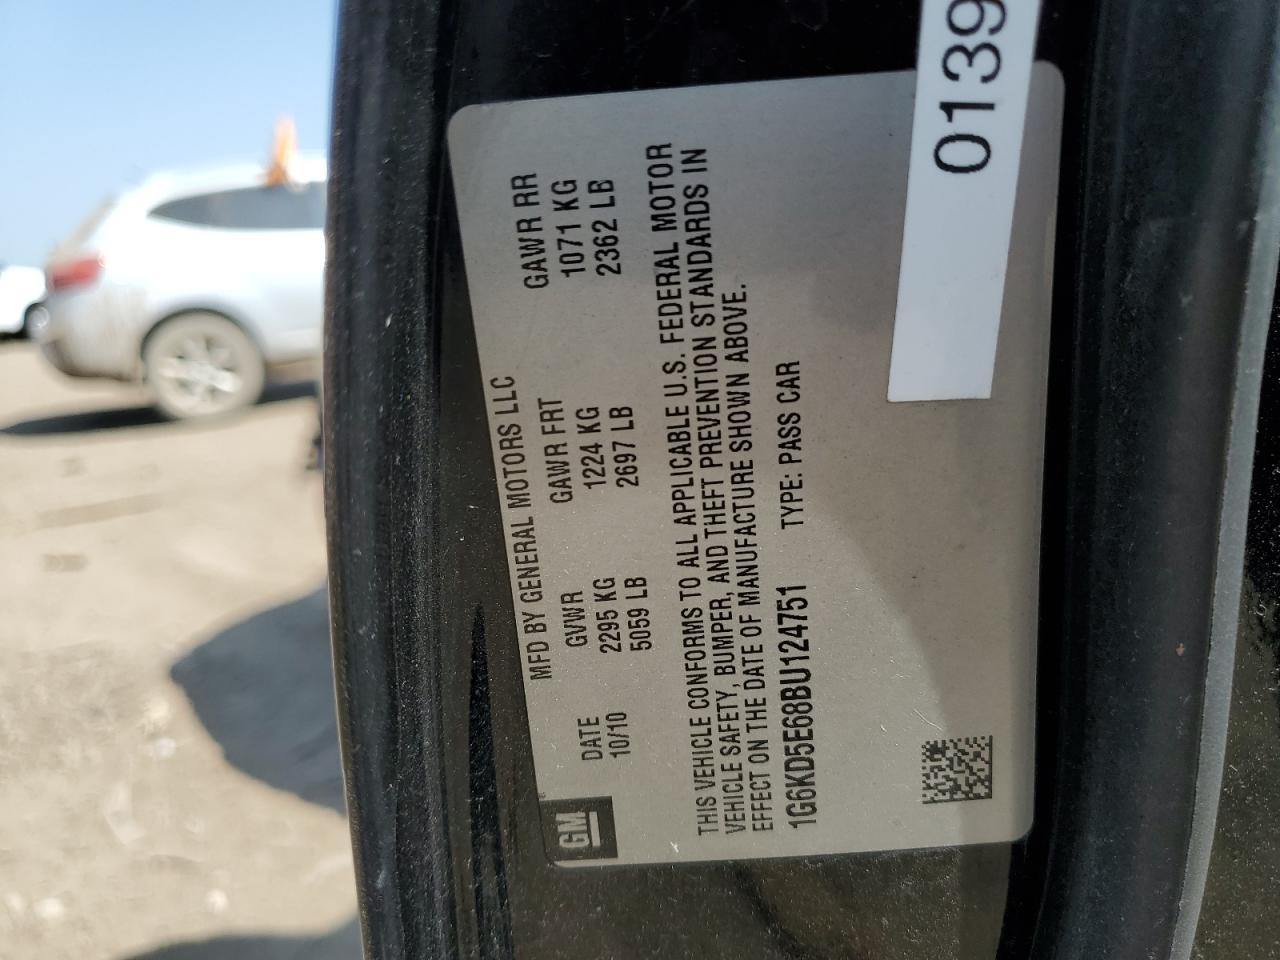 GM
MFD BY GENERAL MOTORS LLC
DATE GVWR GAWR FRT GAWR RR
10/10 2295 KG 1224 KG 1071 KG
5059 LB 2697 LB 2362 LB
THIS VEHICLE CONFORMS TO ALL APPLICABLE U.S. FEDERAL MOTOR
VEHICLE SAFETY, BUMPER, AND THEFT PREVENTION STANDARDS IN
EFFECT ON THE DATE OF MANUFACTURE SHOWN ABOVE.
1G6KD5E68BU124751 TYPE: PASS CAR
0139